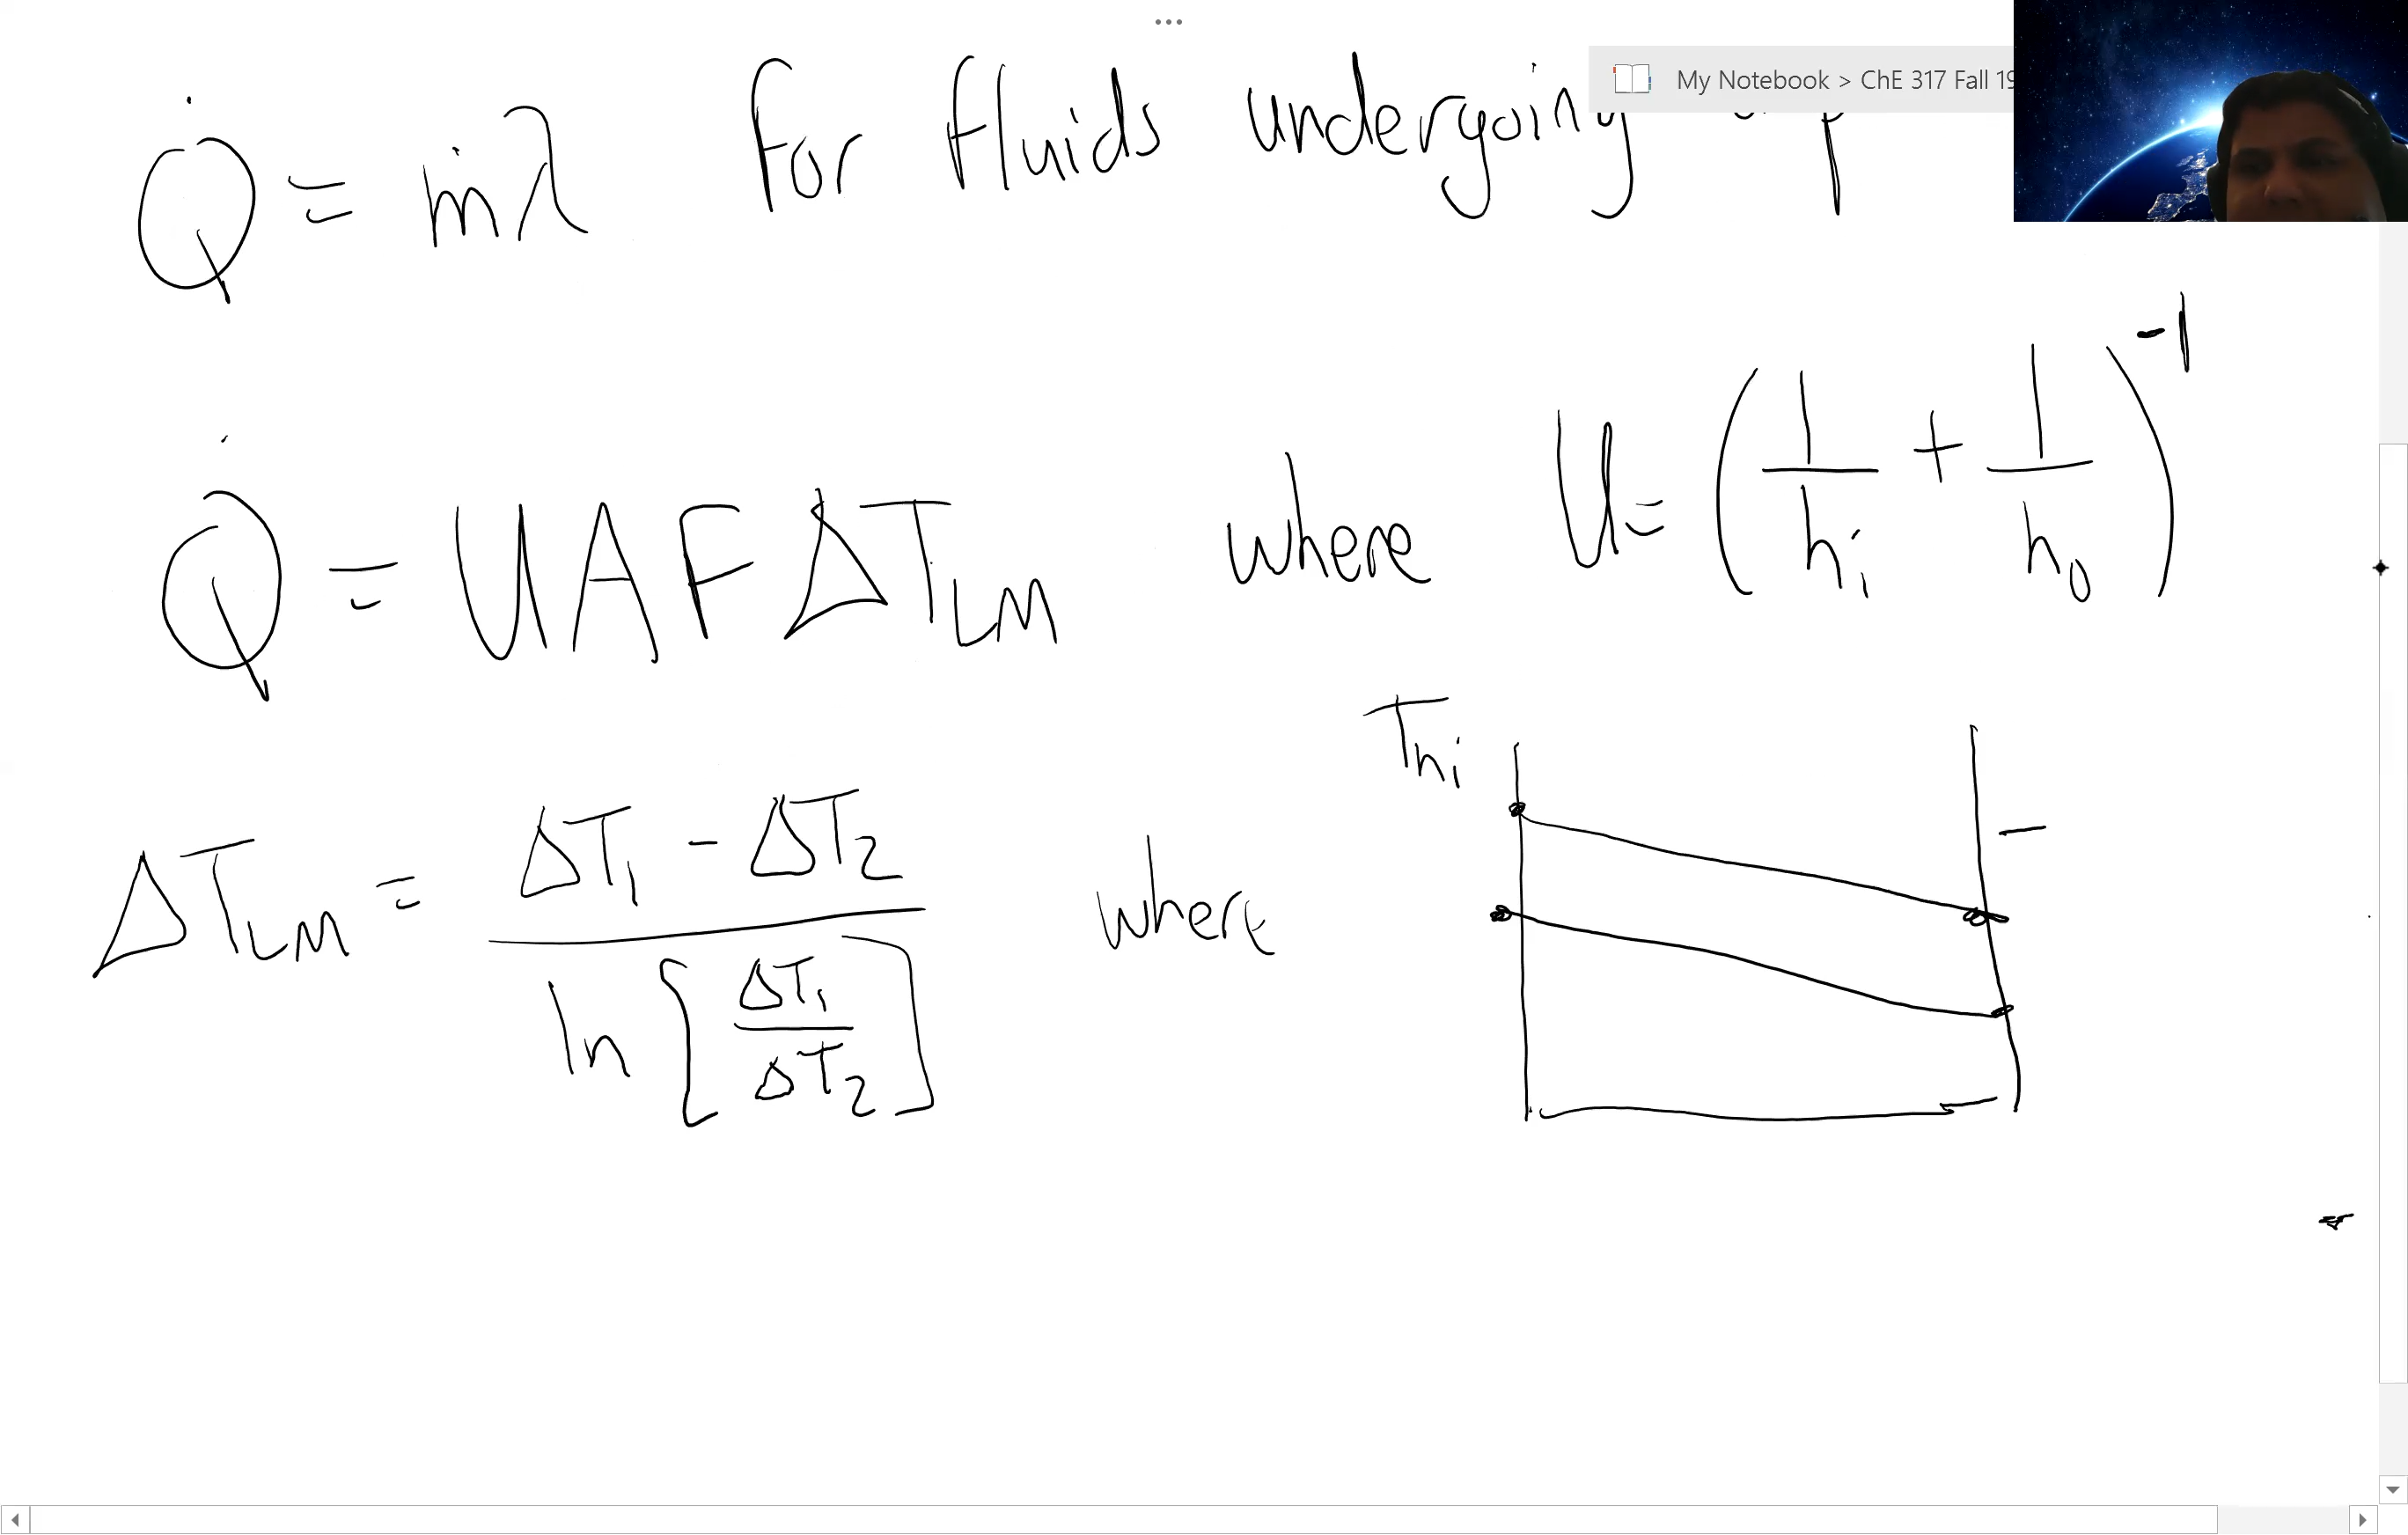 My Notebook > ChE 317 Fall 19
Q̇ = ṁλ for fluids undergoing
Q̇ = UAFΔT_LM where U = (1/h_i + 1/h_o)^-1
ΔT_LM = (ΔT_1 - ΔT_2) / ln[ΔT_1/ΔT_2] where
T_hi